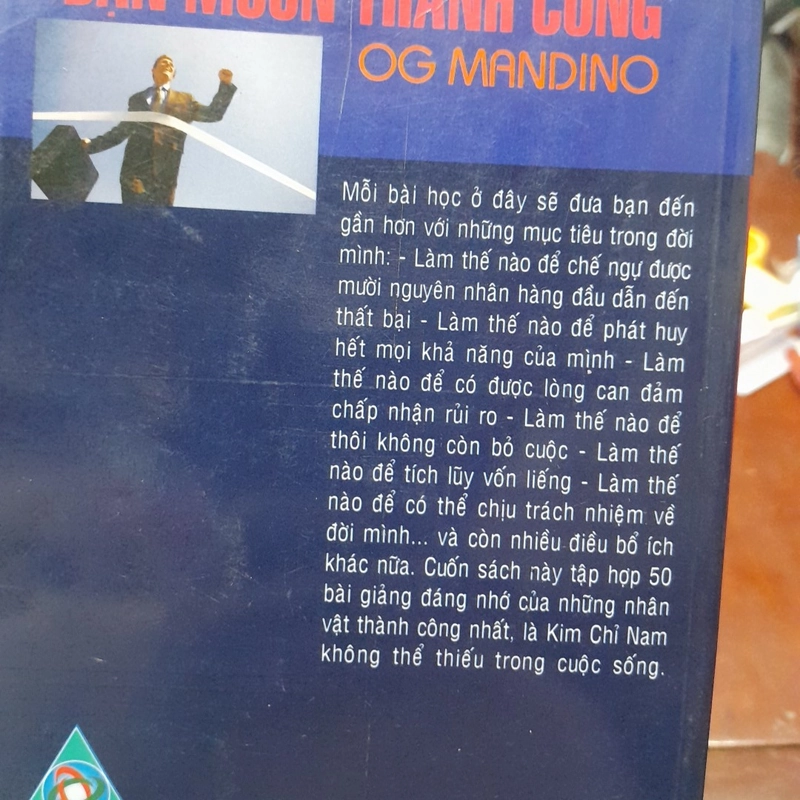 BẠN MUỐN THÀNH CÔNG
OG MANDINO
Mỗi bài học ở đây sẽ đưa bạn đến
gần hơn với những mục tiêu trong đời
mình: - Làm thế nào để chế ngự được
mười nguyên nhân hàng đầu dẫn đến
thất bại - Làm thế nào để phát huy
hết mọi khả năng của mình - Làm
thế nào để có được lòng can đảm
chấp nhận rủi ro - Làm thế nào để
thôi không còn bỏ cuộc - Làm thế
nào để tích lũy vốn liếng - Làm thế
nào để có thể chịu trách nhiệm về
đời mình... và còn nhiều điều bổ ích
khác nữa. Cuốn sách này tập hợp 50
bài giảng đáng nhớ của những nhân
vật thành công nhất, là Kim Chỉ Nam
không thể thiếu trong cuộc sống.